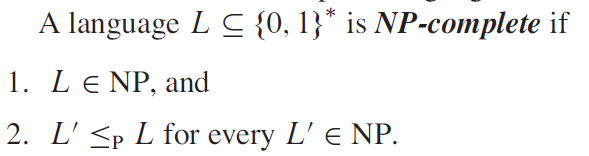 A language L ⊆ {0, 1}* is NP-complete if
1. L ∈ NP, and
2. L′ ≤P L for every L′ ∈ NP.